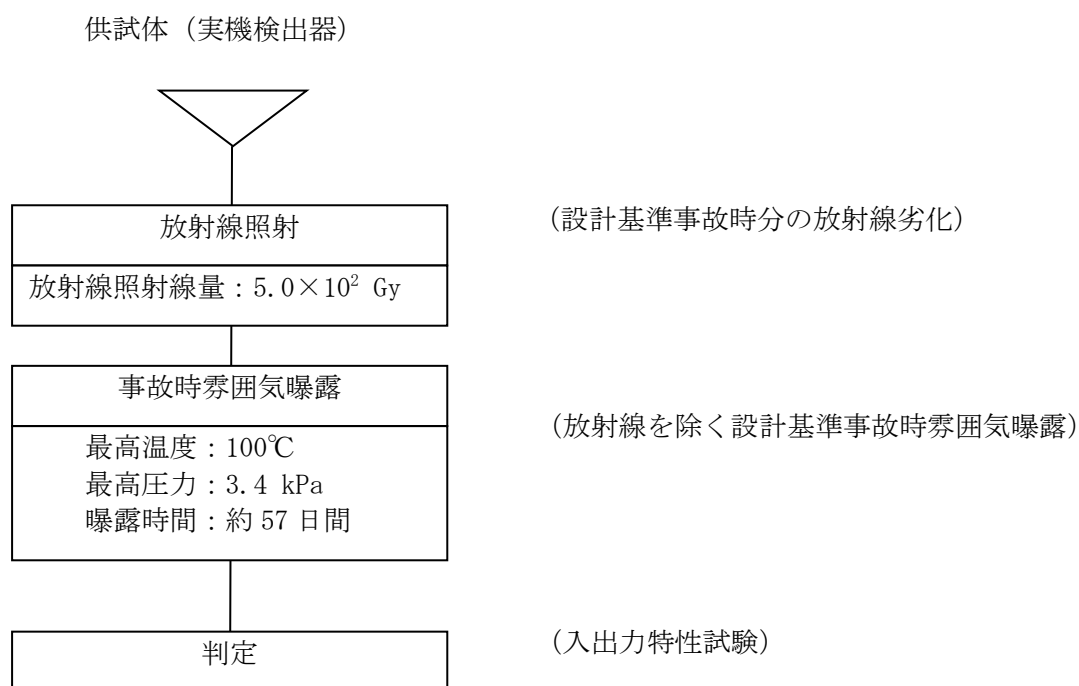 供試体（実機検出器）
放射線照射
（設計基準事故時分の放射線劣化）
放射線照射線量：5.0×10² Gy
事故時雰囲気曝露
（放射線を除く設計基準事故時雰囲気曝露）
最高温度：100℃
最高圧力：3.4 kPa
曝露時間：約 57 日間
判定
（入出力特性試験）